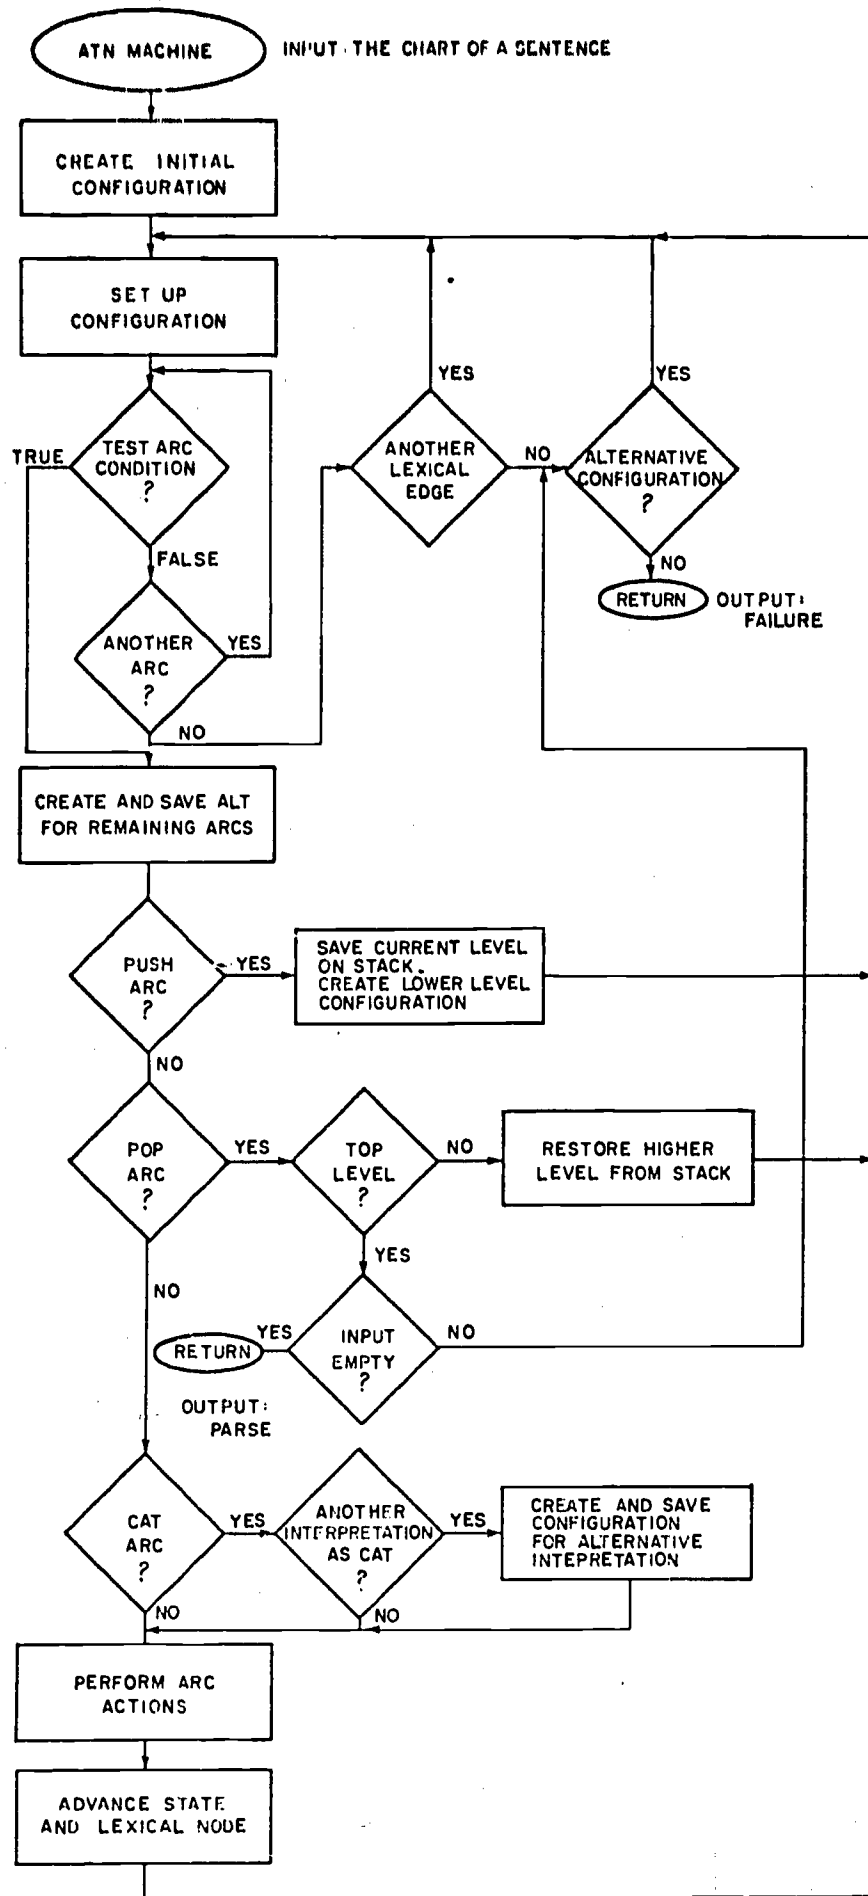 ATN MACHINE
INPUT: THE CHART OF A SENTENCE
CREATE INITIAL
CONFIGURATION
SET UP
CONFIGURATION
TEST ARC
CONDITION
?
TRUE
FALSE
ANOTHER
ARC
?
YES
NO
ANOTHER
LEXICAL
EDGE
YES
NO
ALTERNATIVE
CONFIGURATION
?
YES
NO
RETURN
OUTPUT:
FAILURE
CREATE AND SAVE ALT
FOR REMAINING ARCS
PUSH
ARC
?
YES
SAVE CURRENT LEVEL
ON STACK.
CREATE LOWER LEVEL
CONFIGURATION
NO
POP
ARC
?
YES
TOP
LEVEL
?
NO
RESTORE HIGHER
LEVEL FROM STACK
YES
NO
INPUT
EMPTY
?
YES
NO
RETURN
OUTPUT:
PARSE
CAT
ARC
?
YES
ANOTHER
INTERPRETATION
AS CAT
?
YES
CREATE AND SAVE
CONFIGURATION
FOR ALTERNATIVE
INTEPRETATION
NO
NO
PERFORM ARC
ACTIONS
ADVANCE STATE
AND LEXICAL NODE